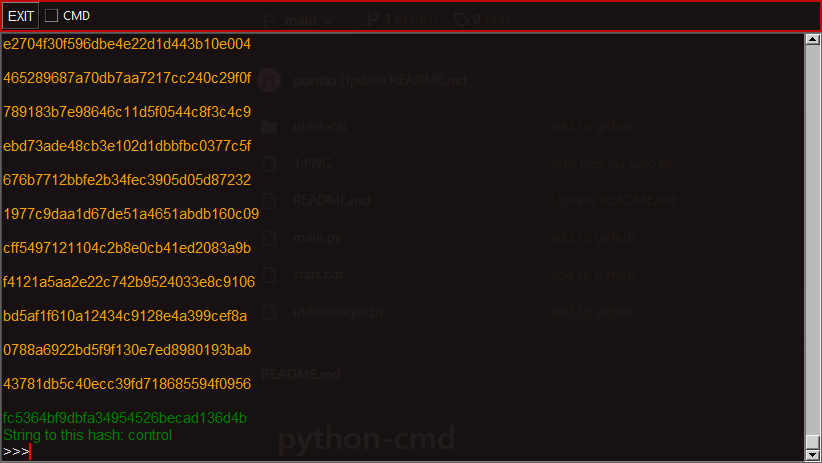 EXIT CMD
main 1 branch 0 tags
e2704f30f596dbe4e22d1d443b10e004
465289687a70db7aa7217cc240c29f0f
poruto Update README.md
789183b7e98646c11d5f0544c8f3c4c9
utilslocal add to github
ebd73ade48cb3e102d1dbbfbc0377c5f
1.PNG Add files via upload
676b7712bbfe2b34fec3905d05d87232
README.md Update README.md
1977c9daa1d67de51a4651abdb160c09
main.py add to github
cff5497121104c2b8e0cb41ed2083a9b
start.bat add to github
f4121a5aa2e22c742b9524033e8c9106
utilmanager.py add to github
bd5af1f610a12434c9128e4a399cef8a
0788a6922bd5f9f130e7ed8980193bab
README.md
43781db5c40ecc39fd718685594f0956
fc5364bf9dbfa34954526becad136d4b
String to this hash: control
python-cmd
>>>